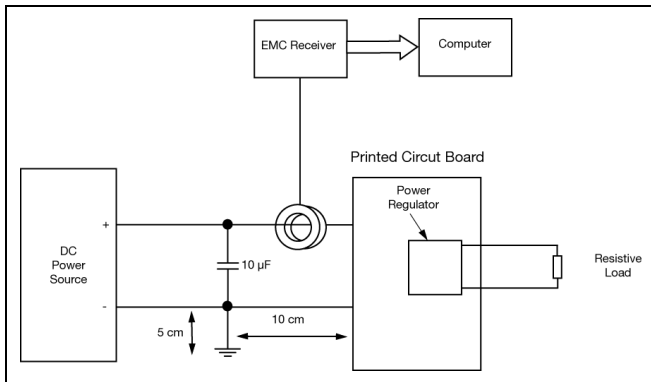 EMC Receiver
Computer
Printed Circut Board
Power
Regulator
+
DC
Power
Source
10 µF
Resistive
Load
-
5 cm
10 cm